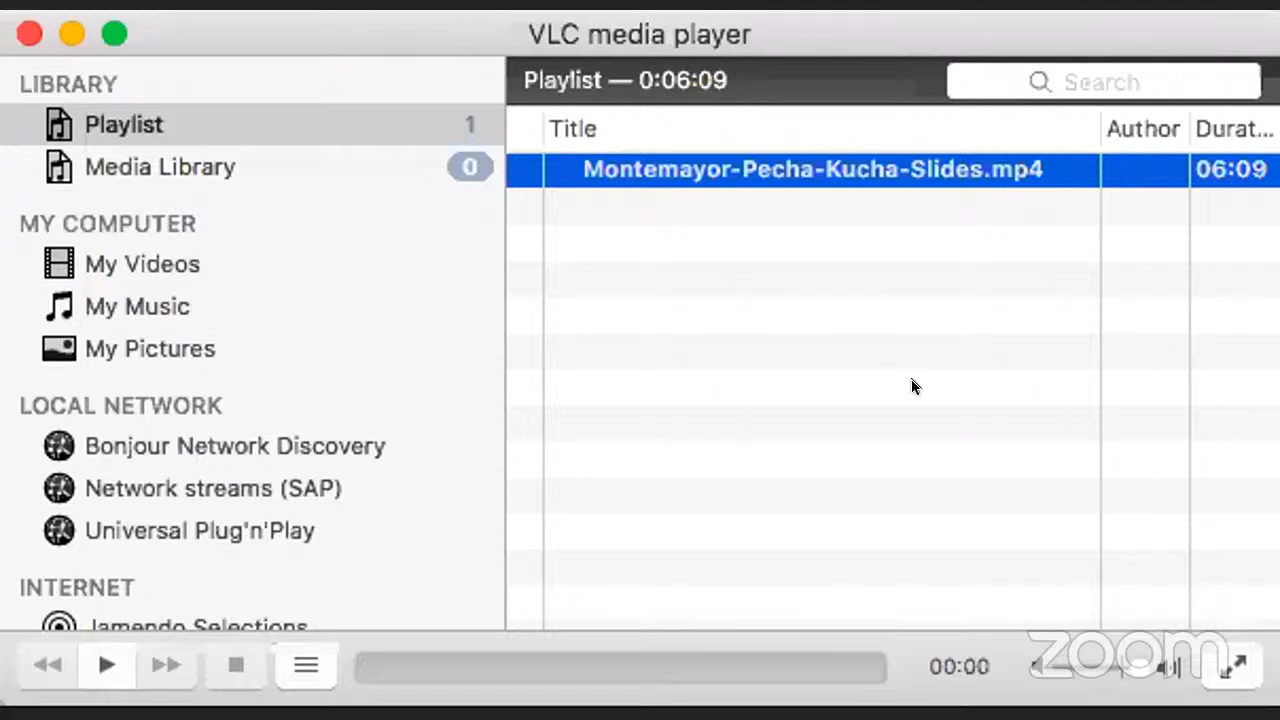 VLC media player
LIBRARY
Playlist 1
Media Library 0
MY COMPUTER
My Videos
My Music
My Pictures
LOCAL NETWORK
Bonjour Network Discovery
Network streams (SAP)
Universal Plug'n'Play
INTERNET
Jamendo Selections
Playlist — 0:06:09
Search
Title Author Durat...
Montemayor-Pecha-Kucha-Slides.mp4 06:09
00:00
zoom